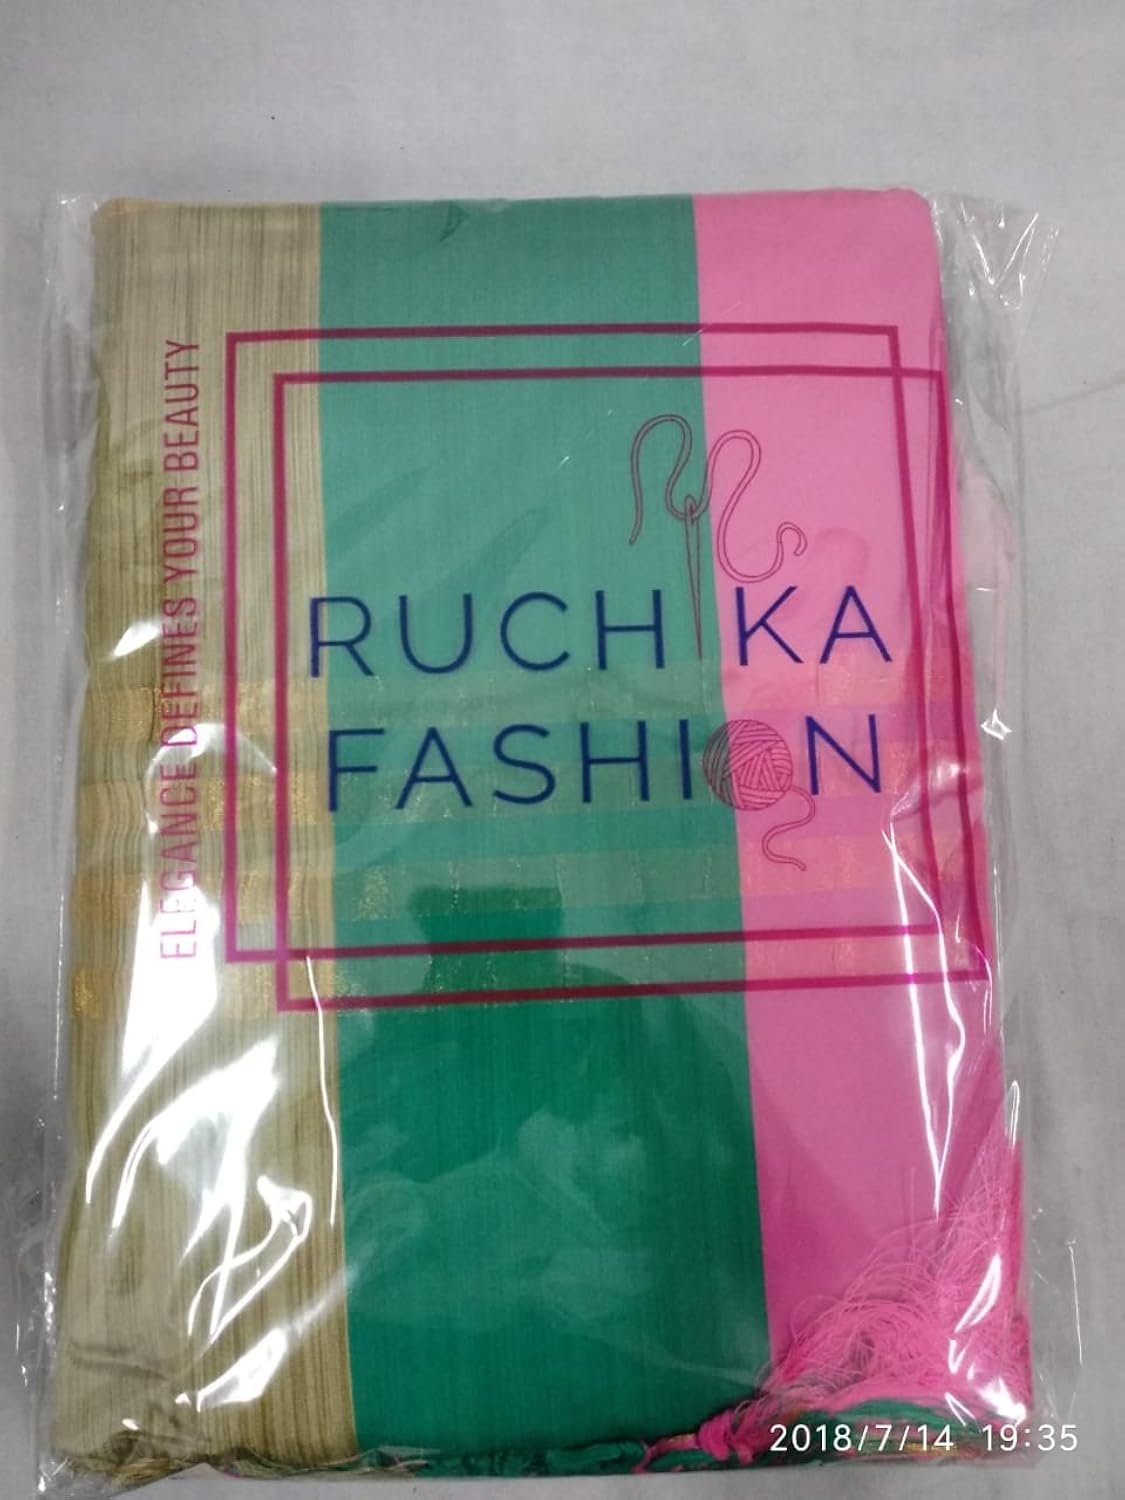 ELEGANCE DEFINES YOUR BEAUTY
RUCHIKA
FASHION
2018/7/14 19:35